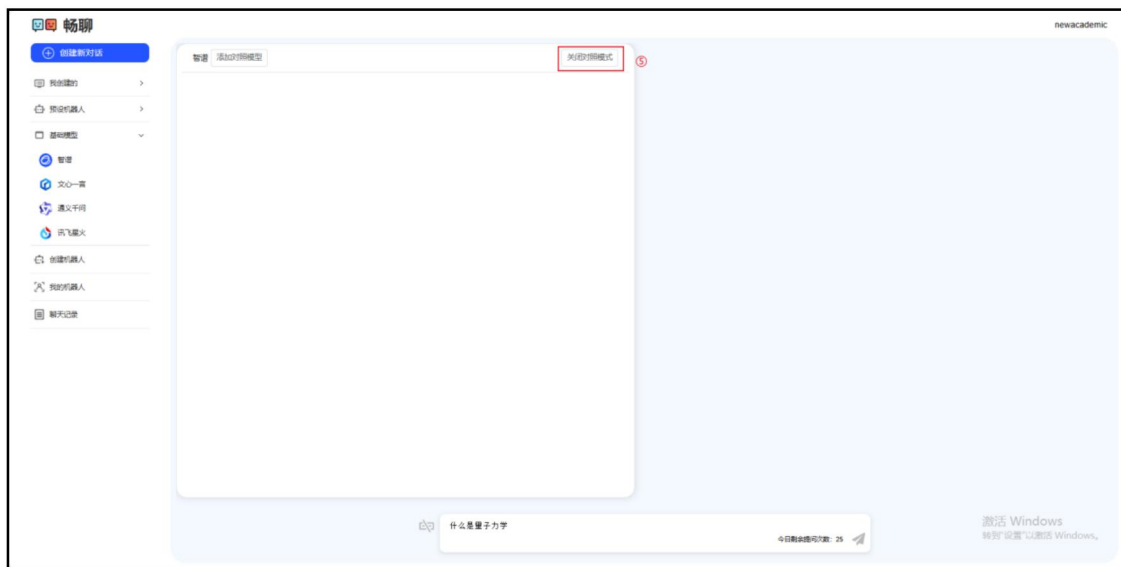 畅聊
newacademic
创建新对话
智谱 添加对照模型 关闭对照模式 ⑤
我创建的
预设机器人
基础模型
智谱
文心一言
通义千问
讯飞星火
创建机器人
我的机器人
聊天记录
什么是量子力学
今日剩余提问次数: 25
激活 Windows
转到"设置"以激活 Windows。